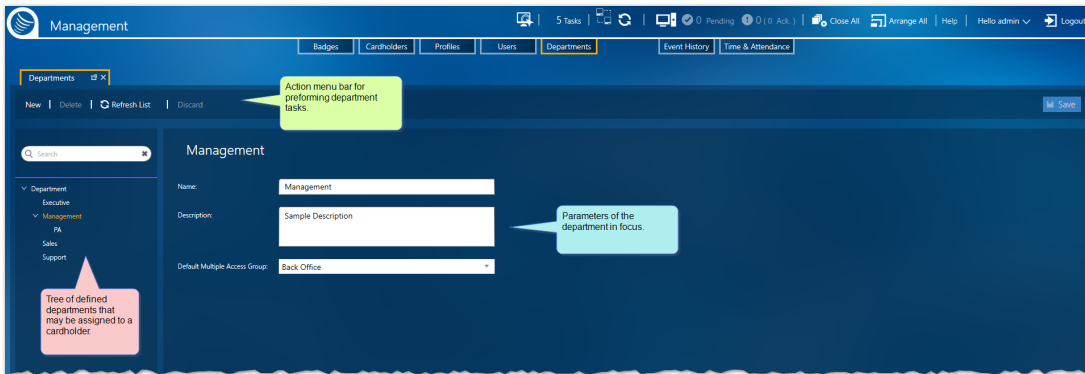 Management
5 Tasks
0 Pending
0 ( 0 Ack. )
Close All
Arrange All
Help
Hello admin
Logout
Badges
Cardholders
Profiles
Users
Departments
Event History
Time & Attendance
Departments
Action menu bar for
preforming department
tasks.
New
Delete
Refresh List
Discard
Save
Search
Management
Department
Executive
Management
PA
Sales
Support
Name:
Management
Description:
Sample Description
Parameters of the
department in focus.
Default Multiple Access Group:
Back Office
Tree of defined
departments that
may be assigned to a
cardholder.